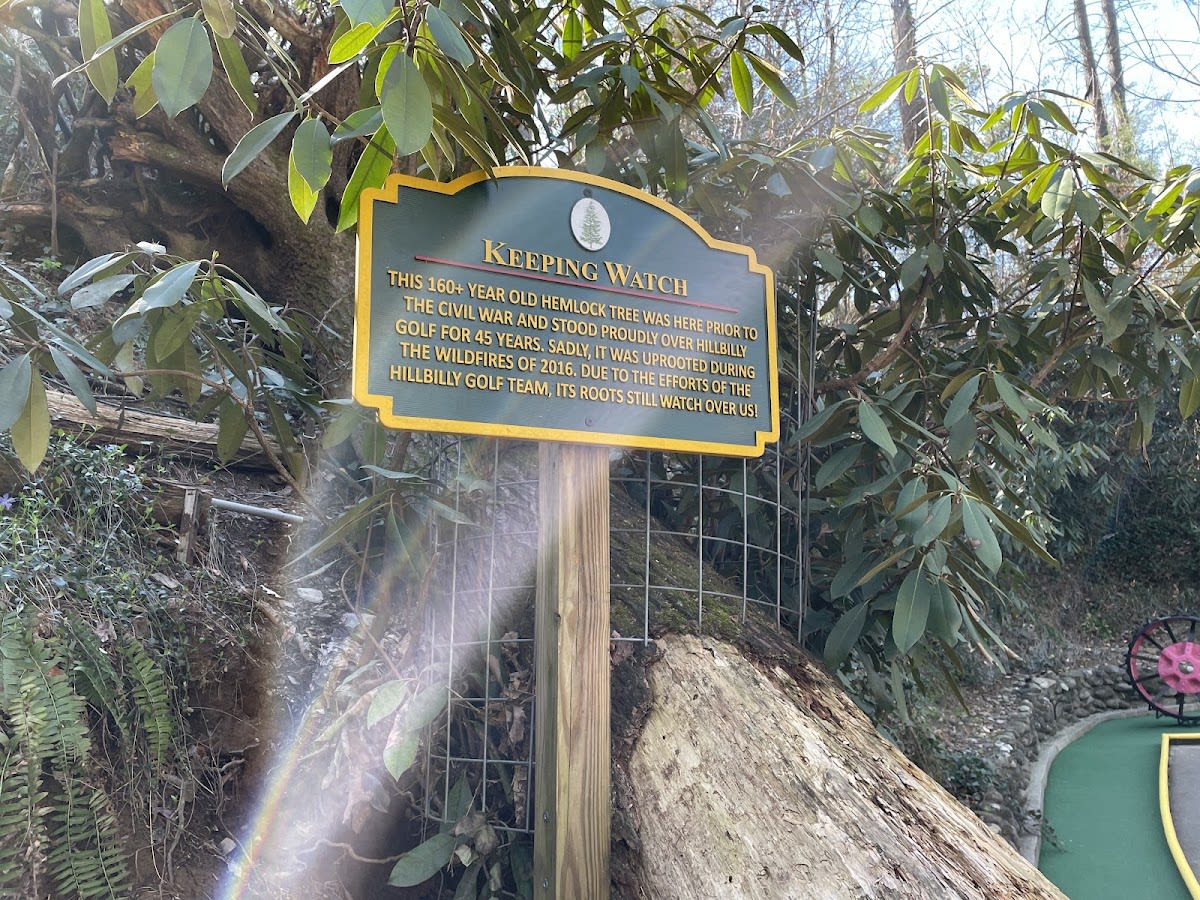 KEEPING WATCH
THIS 160+ YEAR OLD HEMLOCK TREE WAS HERE PRIOR TO
THE CIVIL WAR AND STOOD PROUDLY OVER HILLBILLY
GOLF FOR 45 YEARS. SADLY, IT WAS UPROOTED DURING
THE WILDFIRES OF 2016. DUE TO THE EFFORTS OF THE
HILLBILLY GOLF TEAM, ITS ROOTS STILL WATCH OVER US!